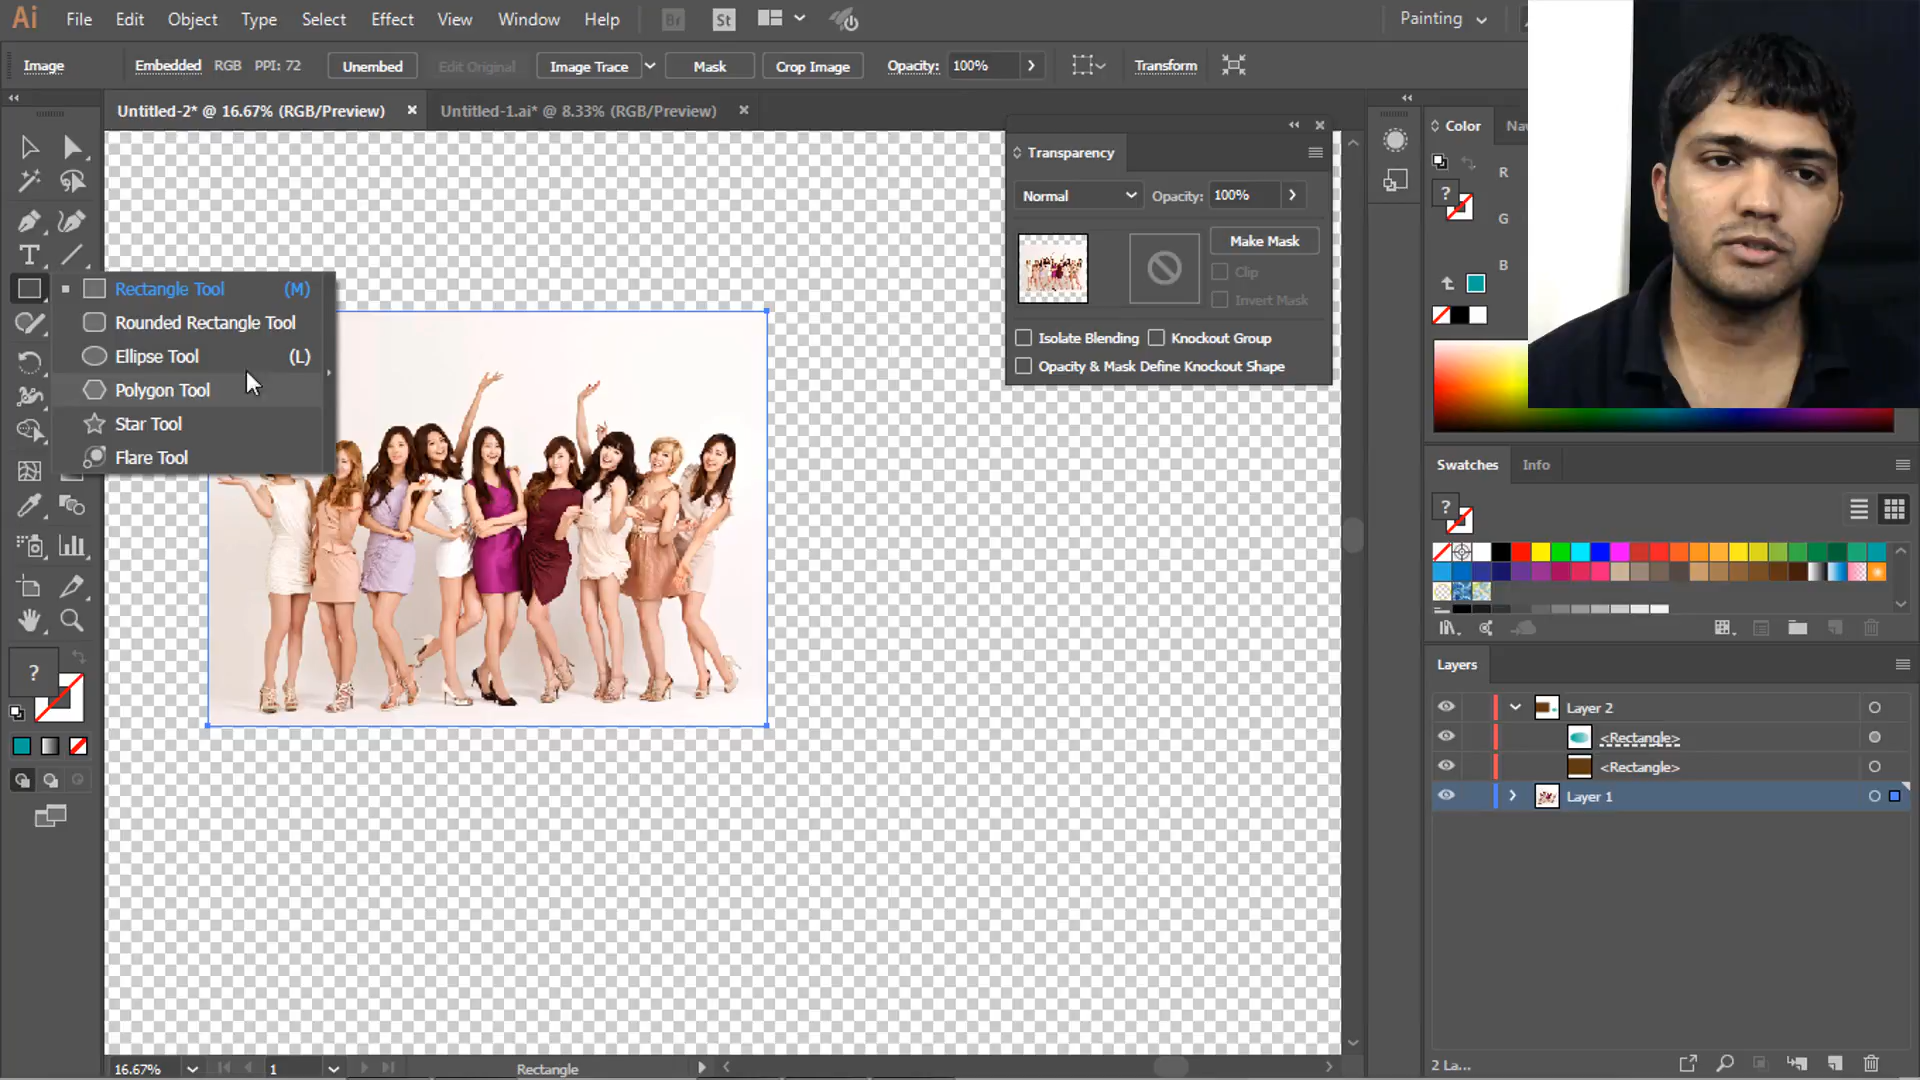 Ai File Edit Object Type Select Effect View Window Help Br St Painting
Image Embedded RGB PPI: 72 Unembed Edit Original Image Trace Mask Crop Image Opacity: 100% Transform
Untitled-2* @ 16.67% (RGB/Preview) Untitled-1.ai* @ 8.33% (RGB/Preview)
Transparency
Normal Opacity: 100%
Make Mask
Clip
Invert Mask
Isolate Blending Knockout Group
Opacity & Mask Define Knockout Shape
Rectangle Tool (M)
Rounded Rectangle Tool
Ellipse Tool (L)
Polygon Tool
Star Tool
Flare Tool
T
?
Color
?
R
G
B
Swatches Info
?
Layers
Layer 2
<Rectangle>
<Rectangle>
Layer 1
2 La...
16.67% 1 Rectangle